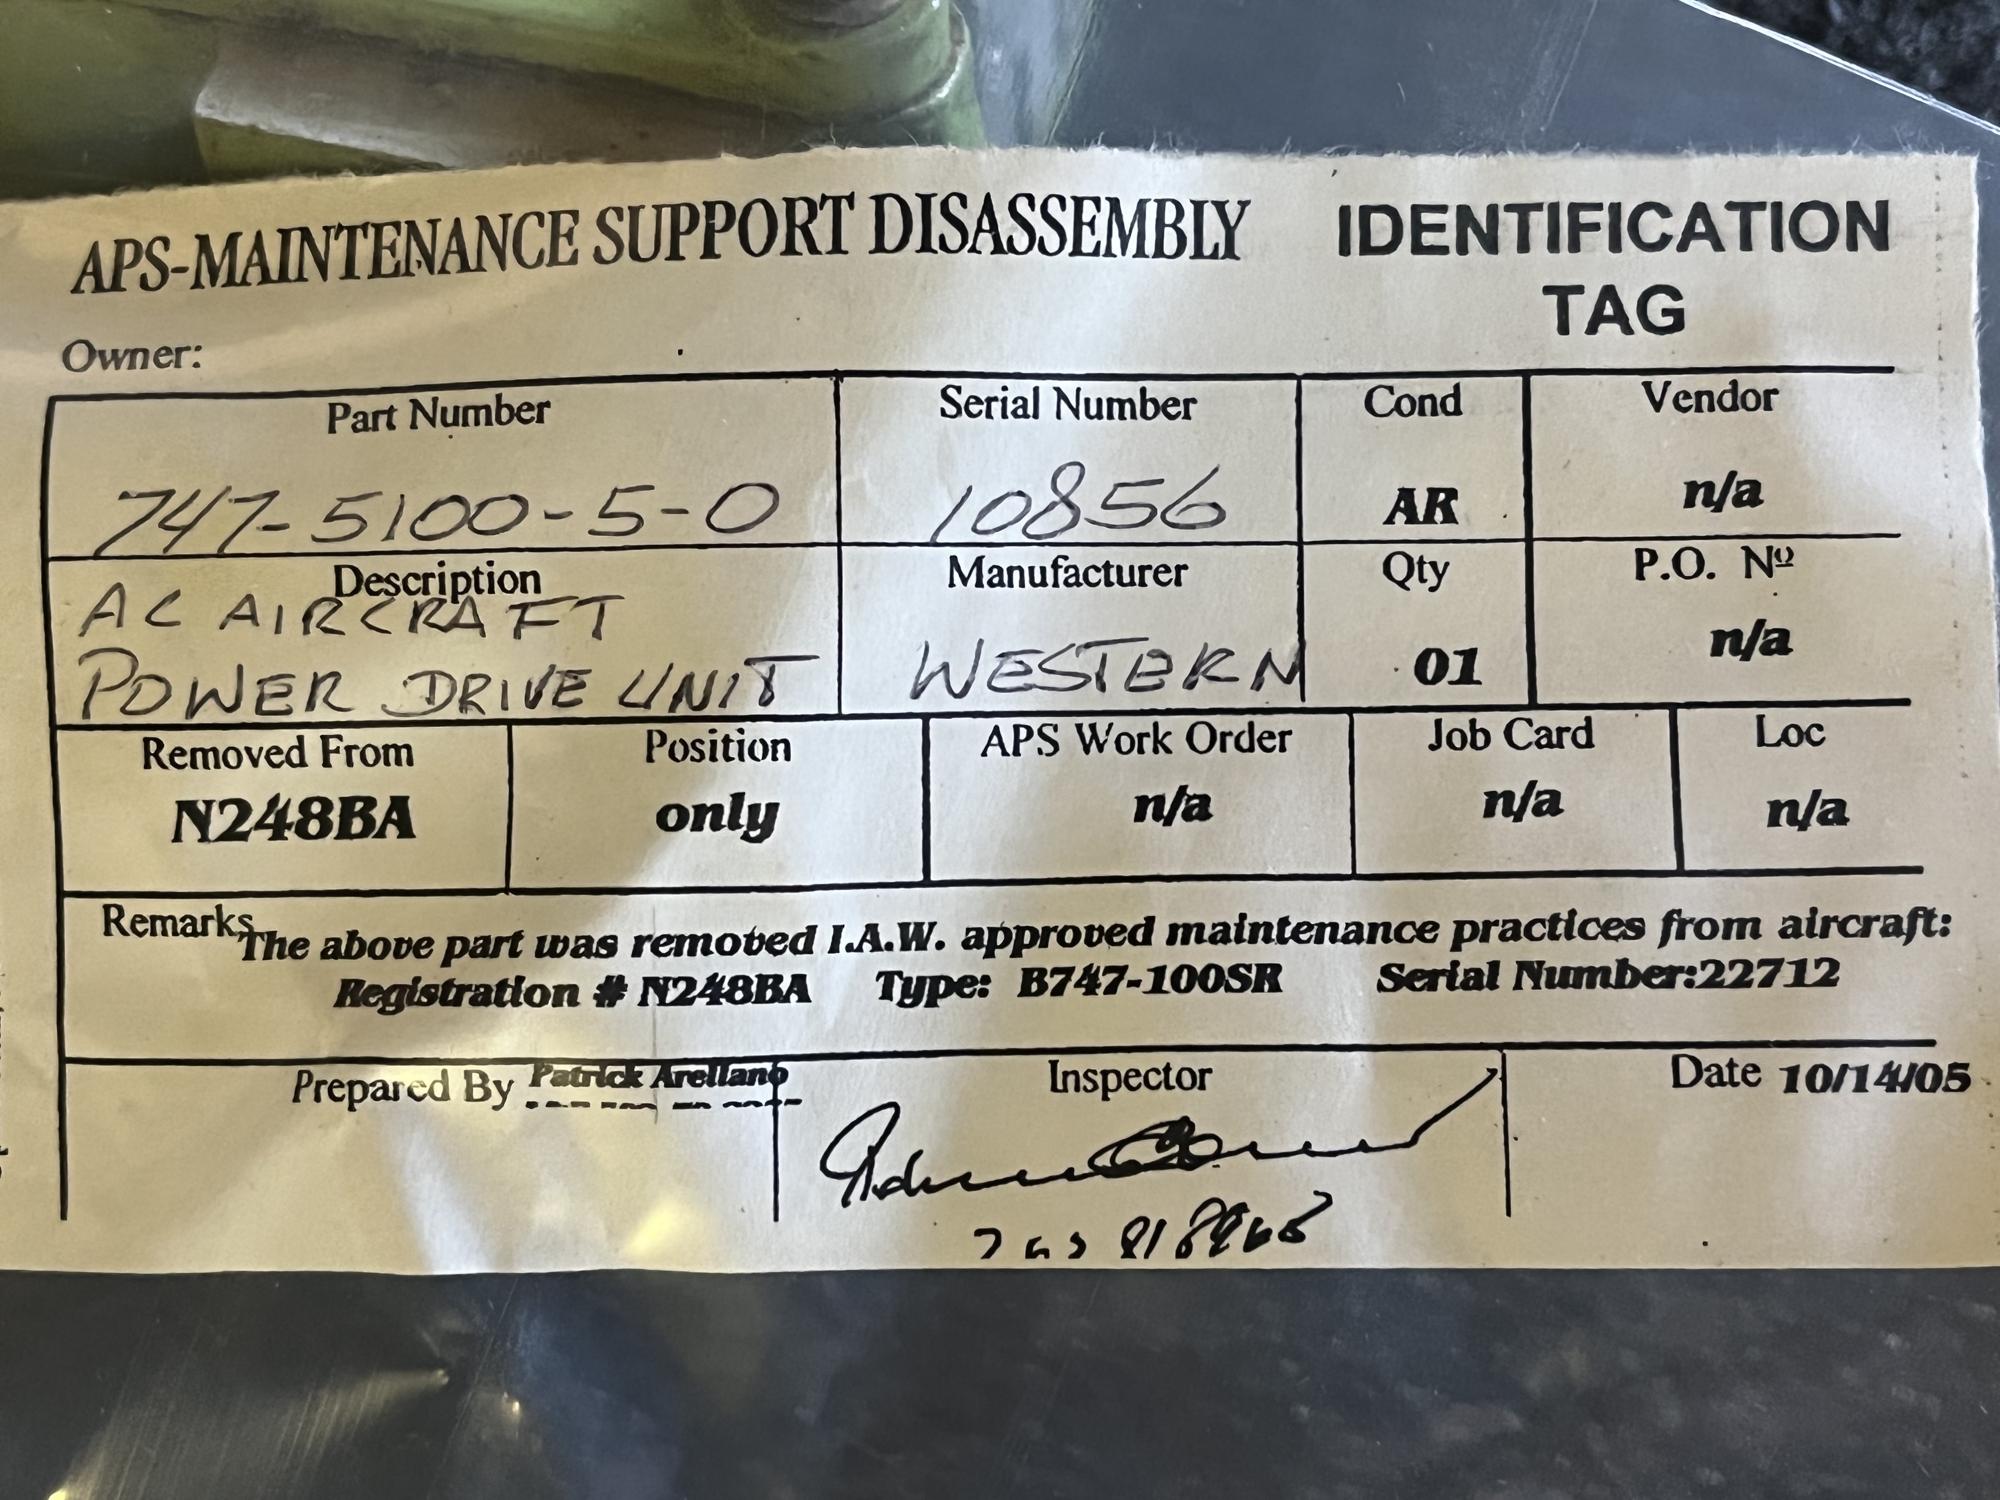 APS-MAINTENANCE SUPPORT DISASSEMBLY
IDENTIFICATION
TAG
Owner:
Part Number Serial Number Cond Vendor
747-5100-5-0 10856 AR n/a
Description Manufacturer Qty P.O. Nº
AC AIRCRAFT
POWER DRIVE UNIT WESTERN 01 n/a
Removed From Position APS Work Order Job Card Loc
N248BA only n/a n/a n/a
Remarks The above part was removed I.A.W. approved maintenance practices from aircraft:
Registration # N248BA Type: B747-100SR Serial Number:22712
Prepared By Patrick Arellano Inspector Date 10/14/05